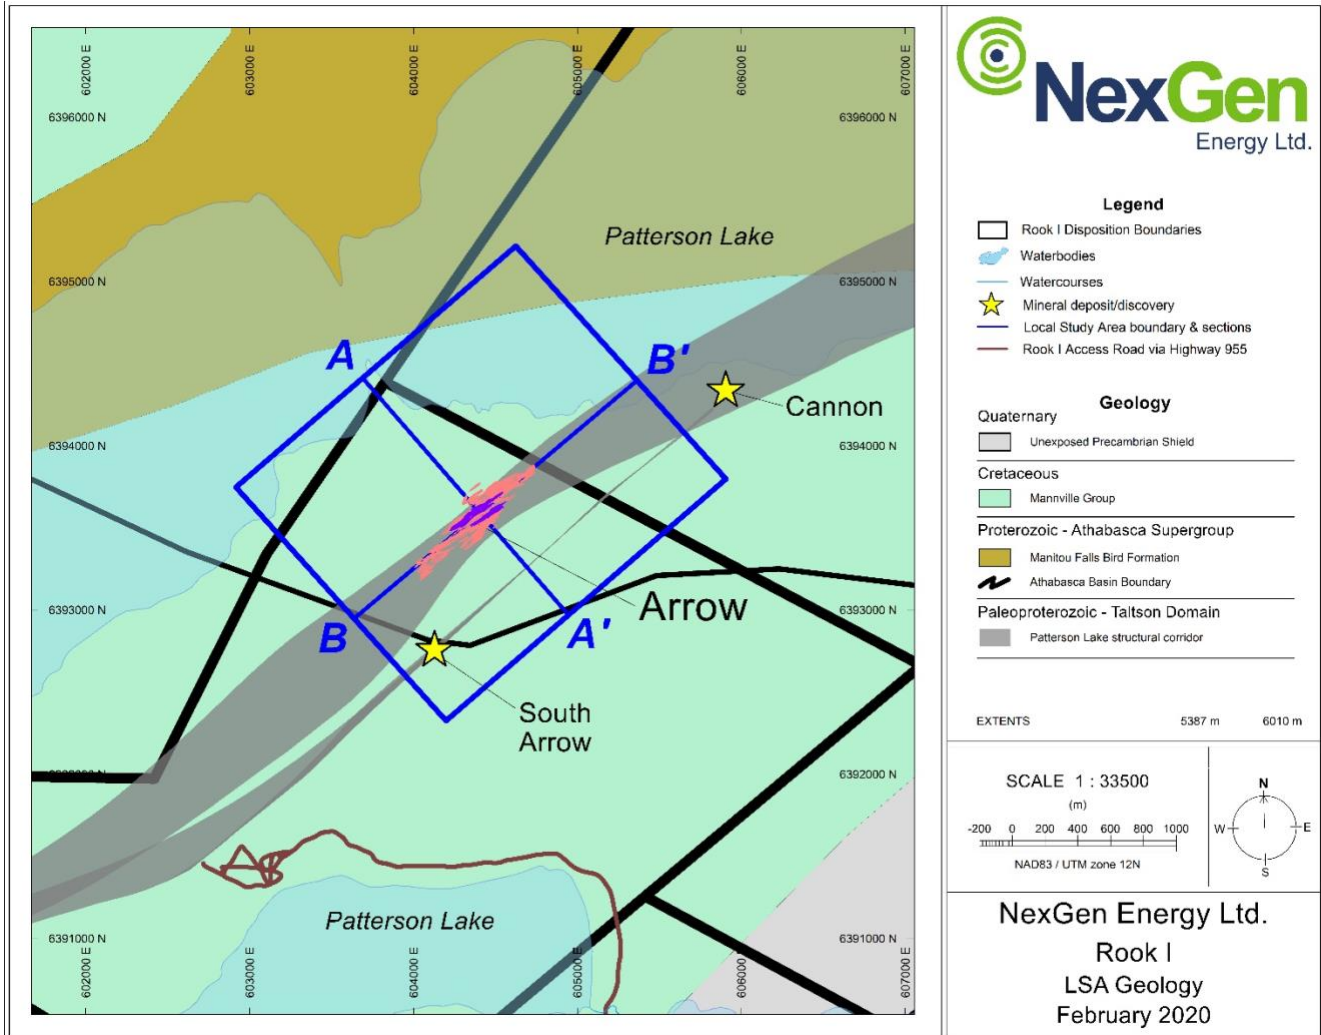 602000 E
603000 E
604000 E
605000 E
606000 E
607000 E
6396000 N
6396000 N
Patterson Lake
6395000 N
6395000 N
A
B'
Cannon
6394000 N
6394000 N
6393000 N
6393000 N
Arrow
B
A'
South
Arrow
6392000 N
6392000 N
Patterson Lake
6391000 N
6391000 N
602000 E
603000 E
604000 E
605000 E
606000 E
607000 E
NexGen
Energy Ltd.
Legend
Rook I Disposition Boundaries
Waterbodies
Watercourses
Mineral deposit/discovery
Local Study Area boundary & sections
Rook I Access Road via Highway 955
Geology
Quaternary
Unexposed Precambrian Shield
Cretaceous
Mannville Group
Proterozoic - Athabasca Supergroup
Manitou Falls Bird Formation
Athabasca Basin Boundary
Paleoproterozoic - Taltson Domain
Patterson Lake structural corridor
EXTENTS 5387 m 6010 m
SCALE 1 : 33500
(m)
-200 0 200 400 600 800 1000
NAD83 / UTM zone 12N
N
W E
S
NexGen Energy Ltd.
Rook I
LSA Geology
February 2020